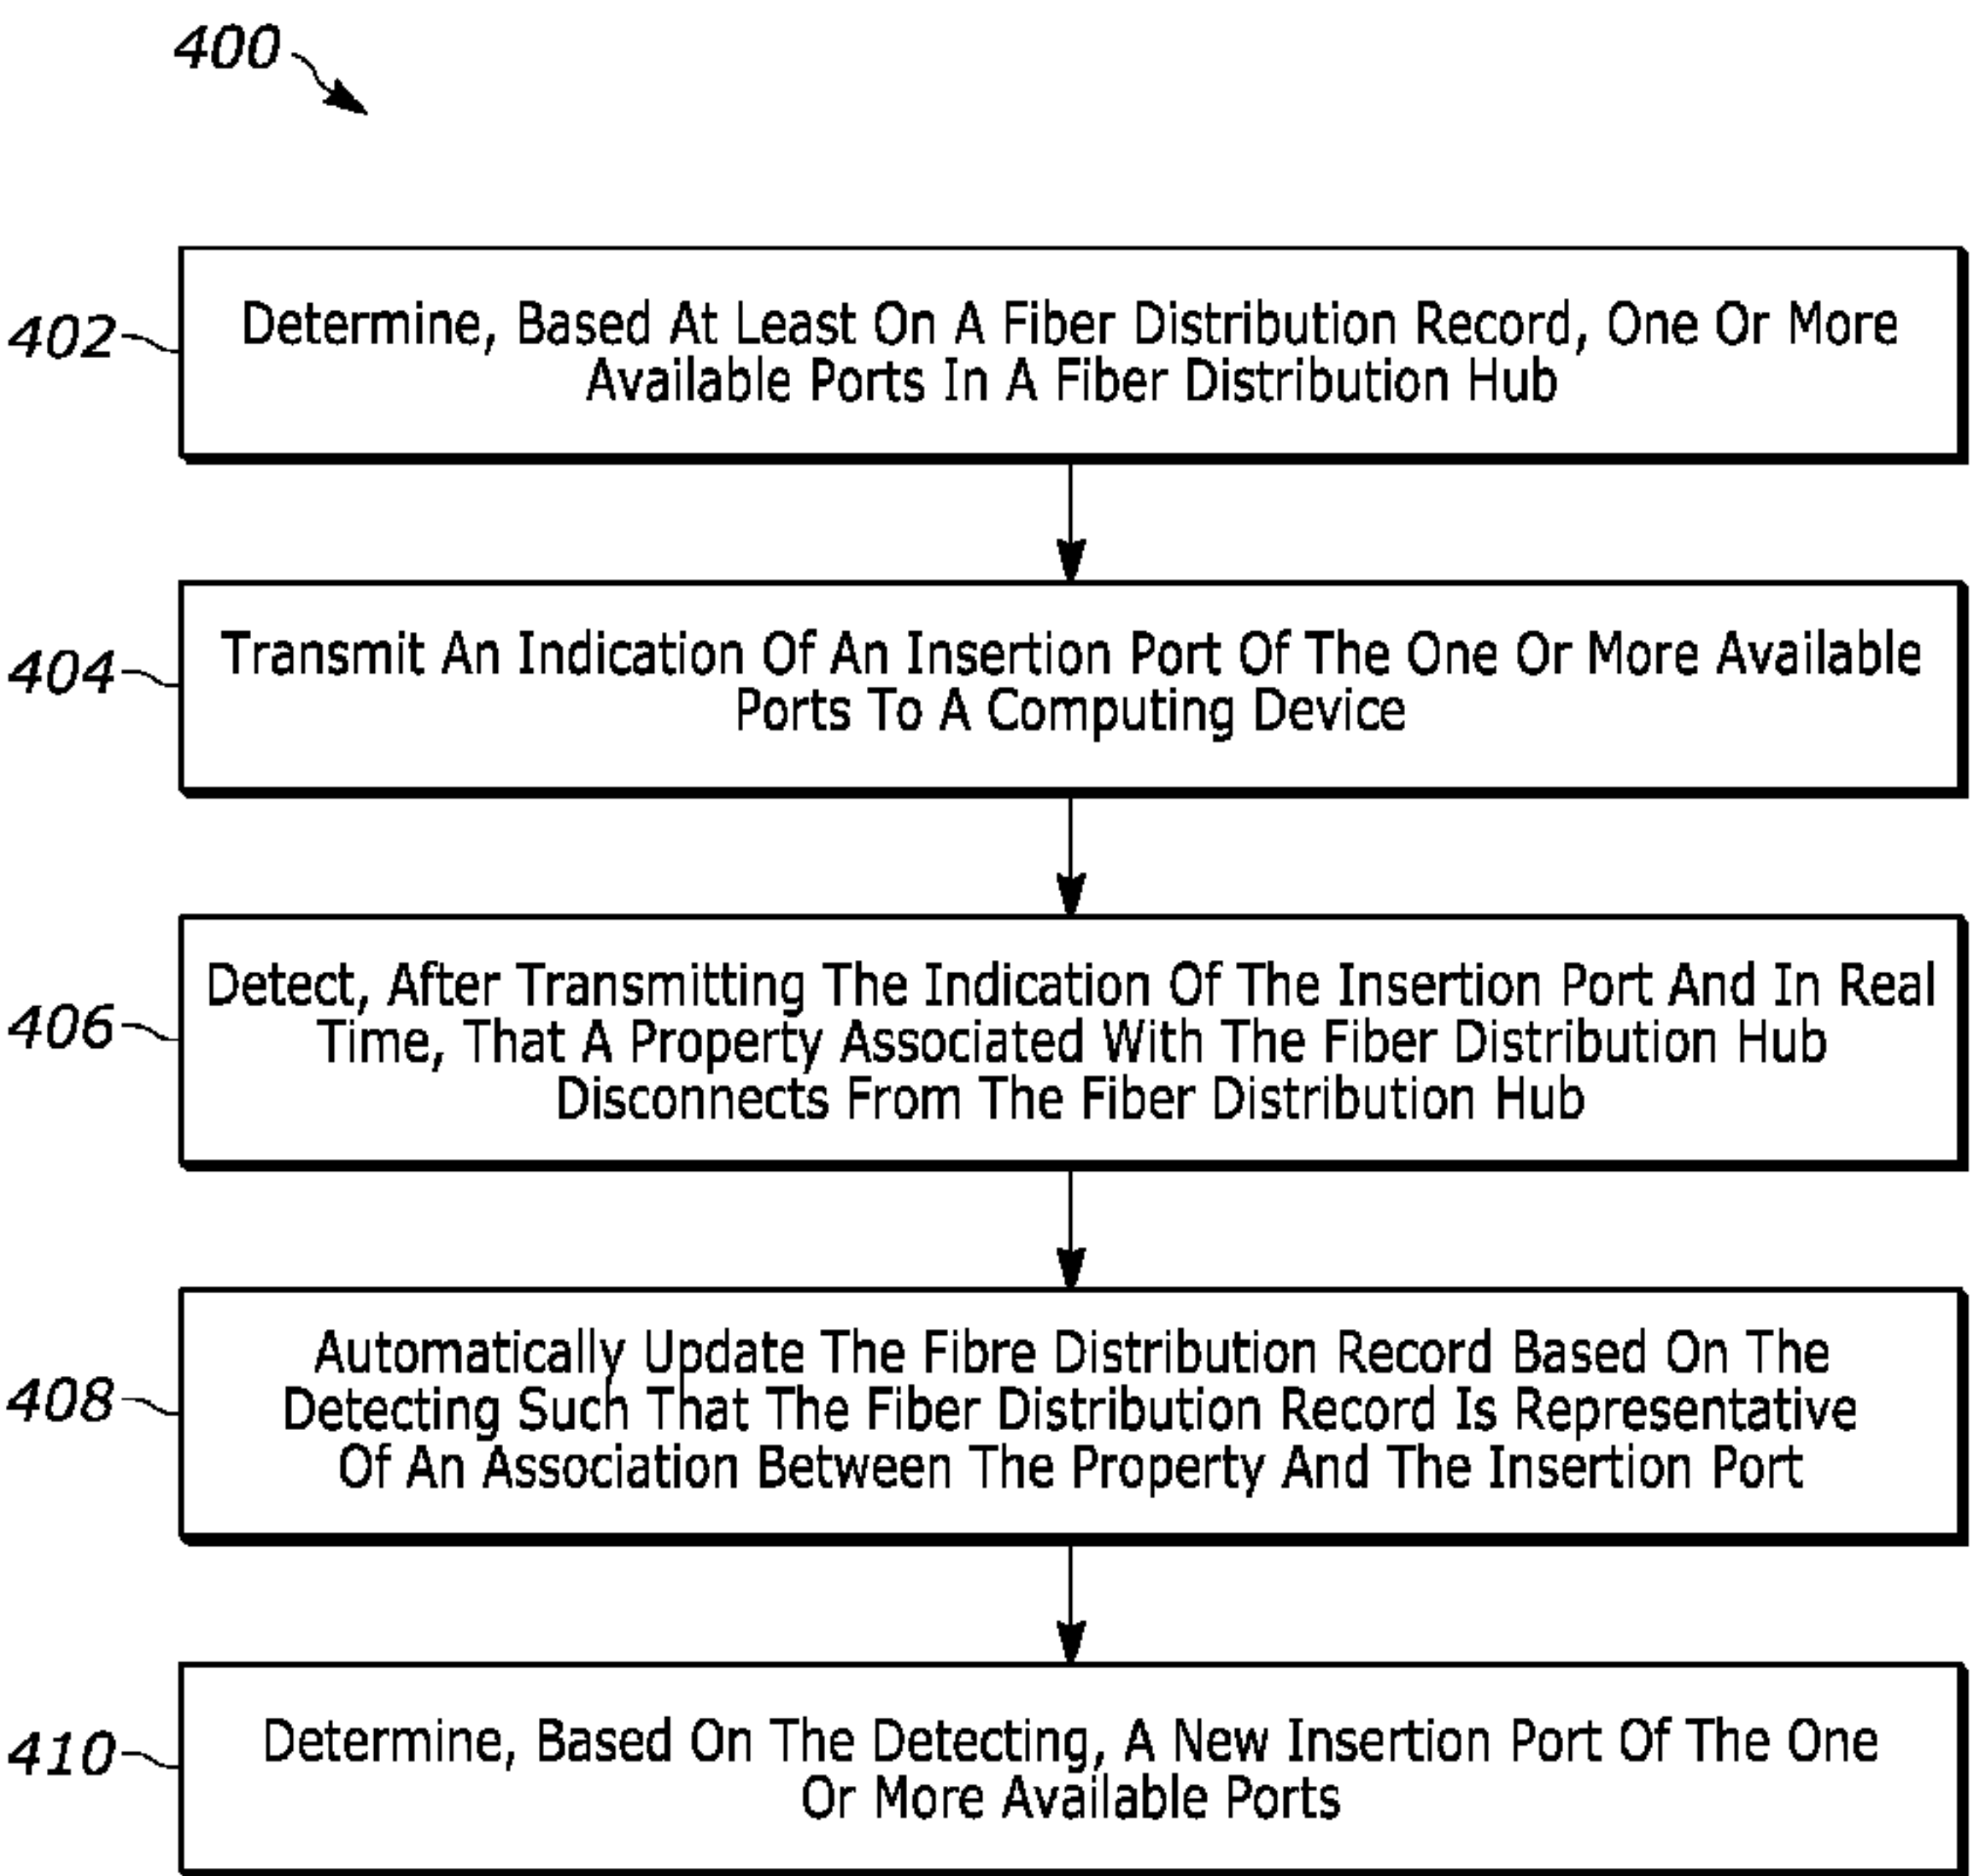 400
402
Determine, Based At Least On A Fiber Distribution Record, One Or More
Available Ports In A Fiber Distribution Hub
404
Transmit An Indication Of An Insertion Port Of The One Or More Available
Ports To A Computing Device
406
Detect, After Transmitting The Indication Of The Insertion Port And In Real
Time, That A Property Associated With The Fiber Distribution Hub
Disconnects From The Fiber Distribution Hub
408
Automatically Update The Fibre Distribution Record Based On The
Detecting Such That The Fiber Distribution Record Is Representative
Of An Association Between The Property And The Insertion Port
410
Determine, Based On The Detecting, A New Insertion Port Of The One
Or More Available Ports